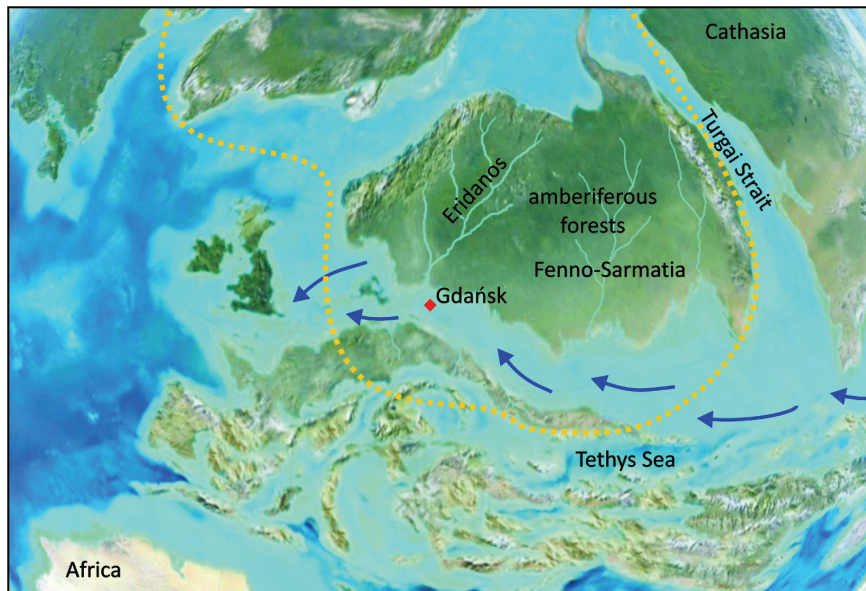 Cathasia
Turgai Strait
Eridanos
amberiferous
forests
Fenno-Sarmatia
Gdańsk
Tethys Sea
Africa